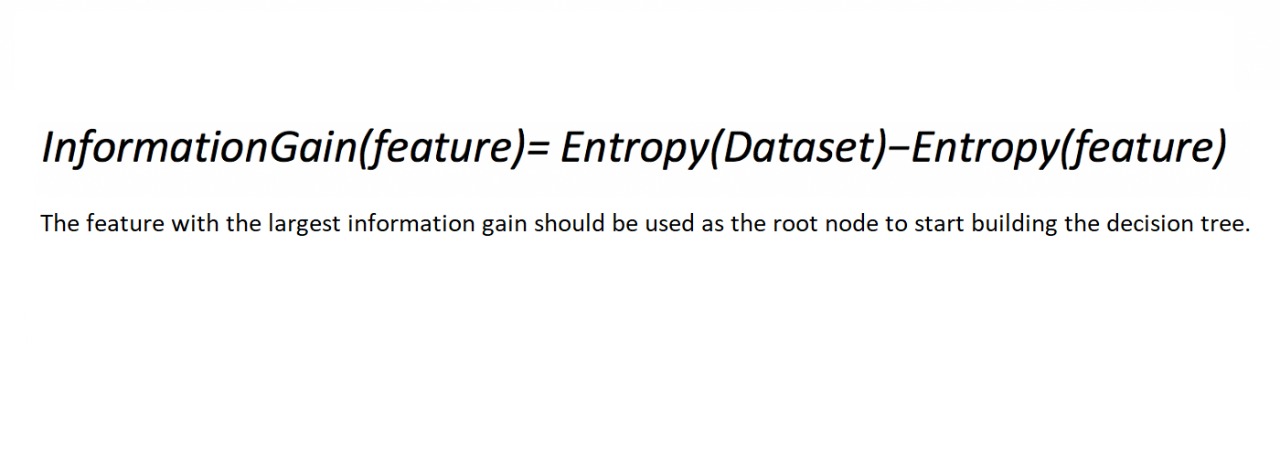 InformationGain(feature)= Entropy(Dataset)–Entropy(feature)
The feature with the largest information gain should be used as the root node to start building the decision tree.